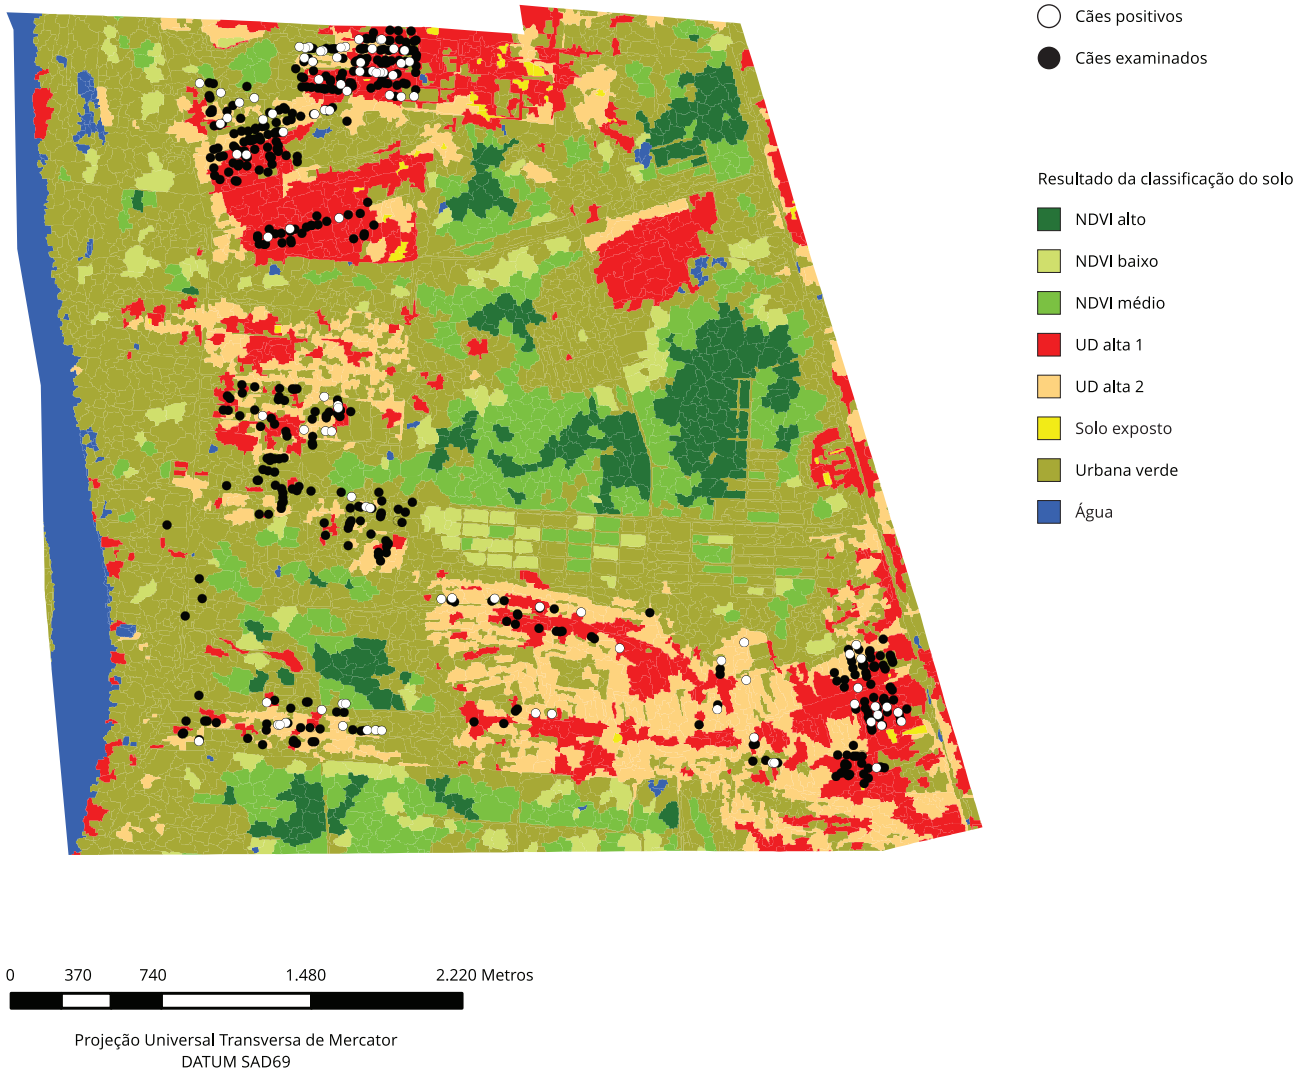 Cães positivos
Cães examinados
Resultado da classificação do solo
NDVI alto
NDVI baixo
NDVI médio
UD alta 1
UD alta 2
Solo exposto
Urbana verde
Água
0 370 740 1.480 2.220 Metros
Projeção Universal Transversa de Mercator
DATUM SAD69